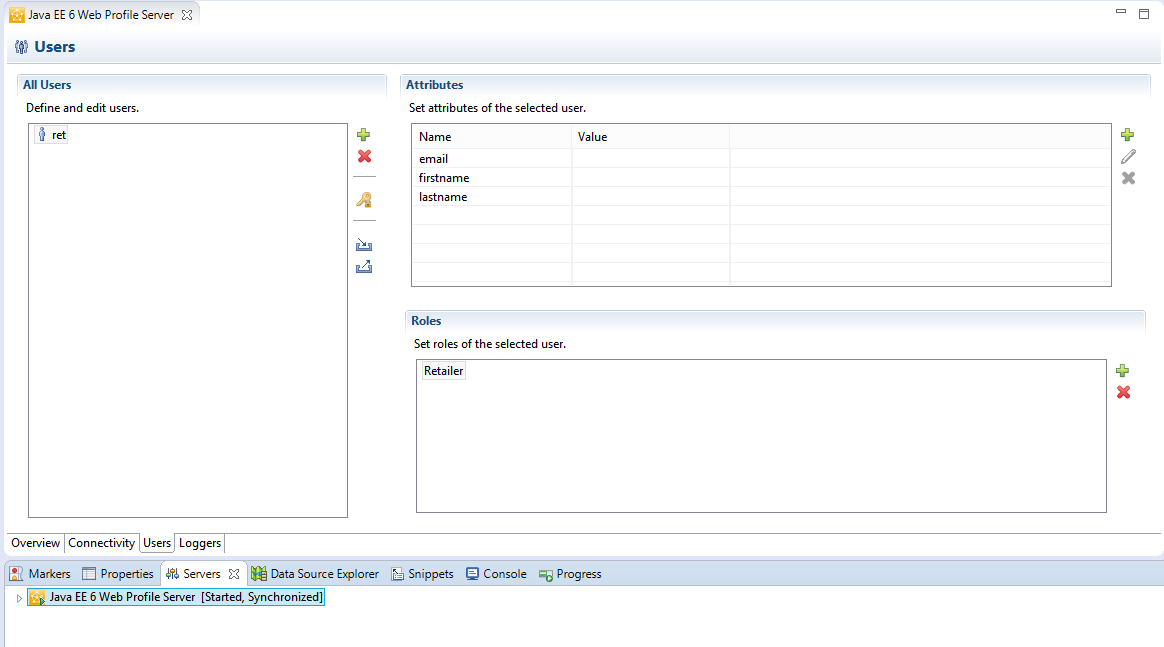 Java EE 6 Web Profile Server
Users
All Users
Define and edit users.
ret
Attributes
Set attributes of the selected user.
Name Value
email
firstname
lastname
Roles
Set roles of the selected user.
Retailer
Overview Connectivity Users Loggers
Markers Properties Servers Data Source Explorer Snippets Console Progress
Java EE 6 Web Profile Server [Started, Synchronized]